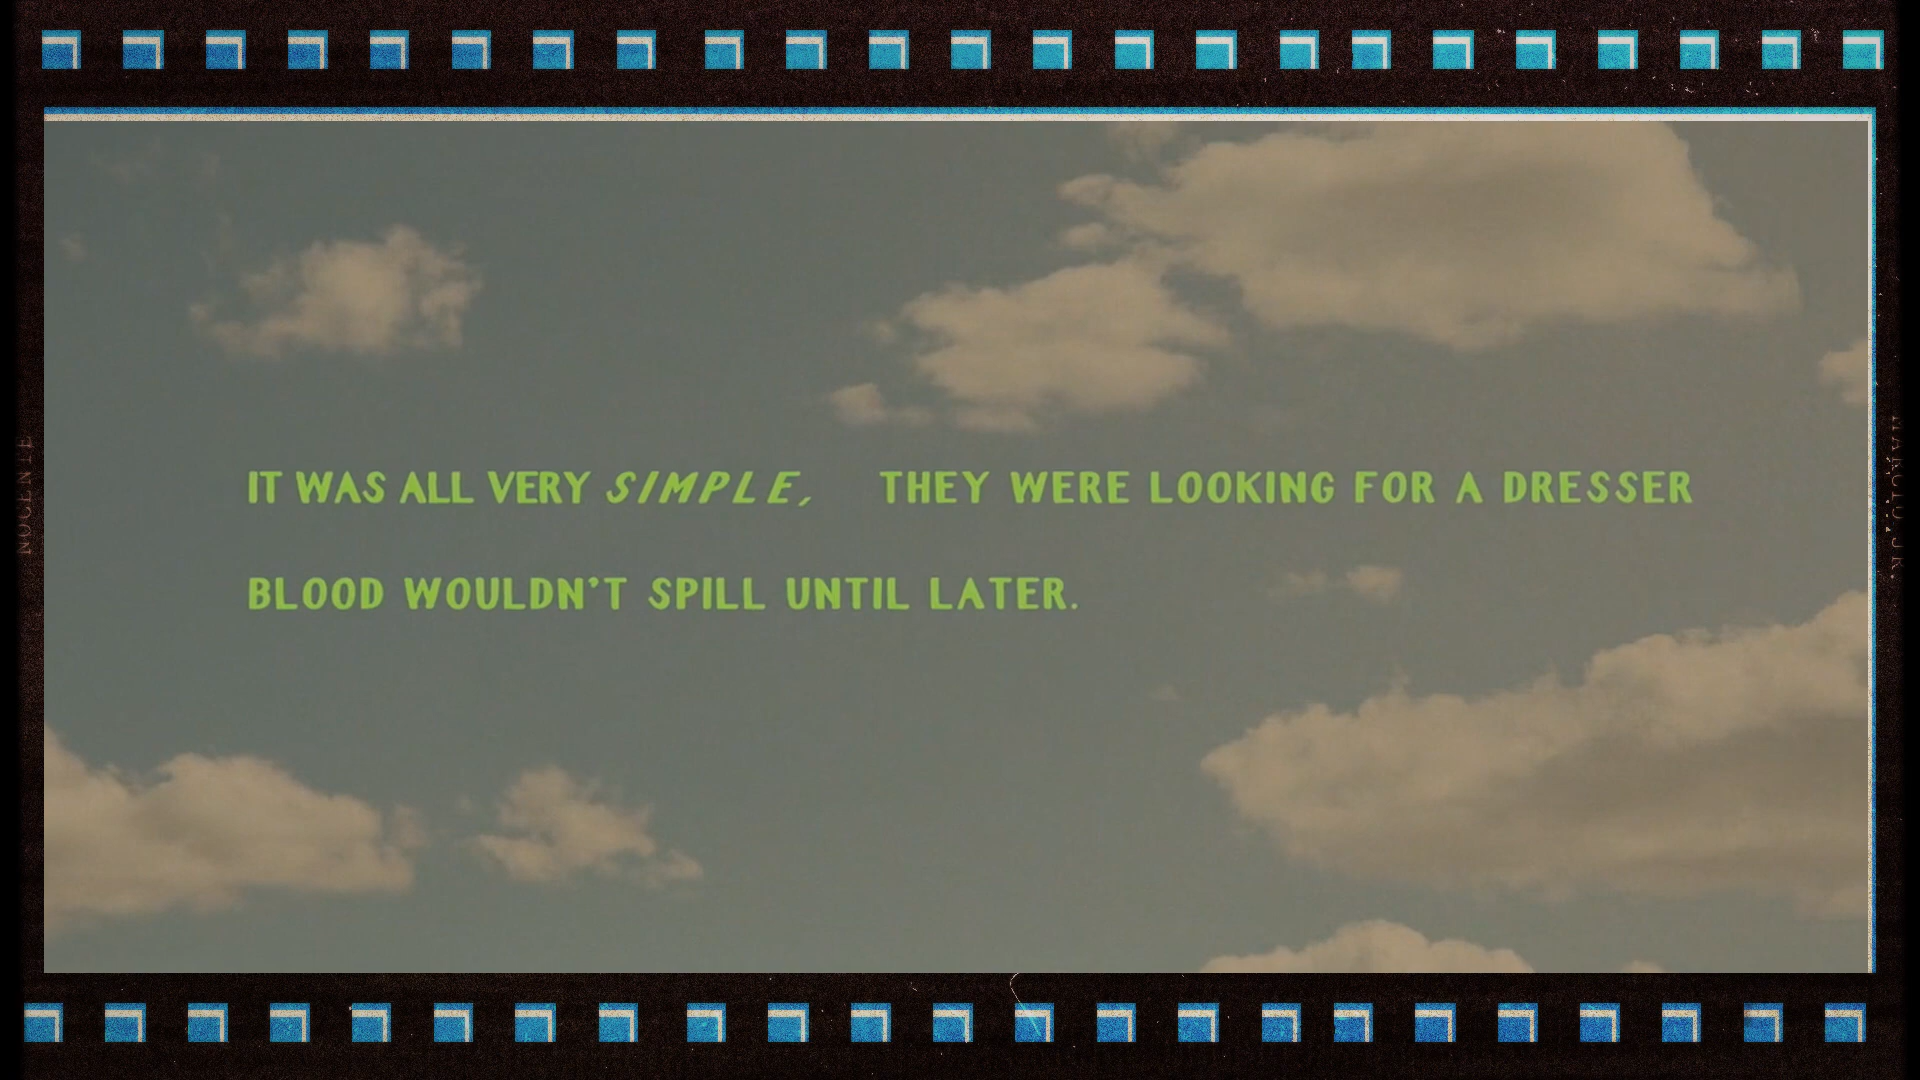 IT WAS ALL VERY SIMPLE, THEY WERE LOOKING FOR A DRESSER
BLOOD WOULDN'T SPILL UNTIL LATER.